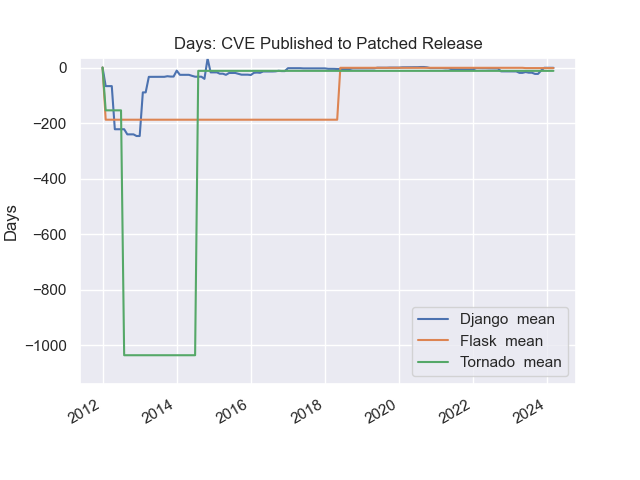 Days: CVE Published to Patched Release
Days
0
−200
−400
−600
−800
−1000
2012
2014
2016
2018
2020
2022
2024
Django  mean
Flask  mean
Tornado  mean